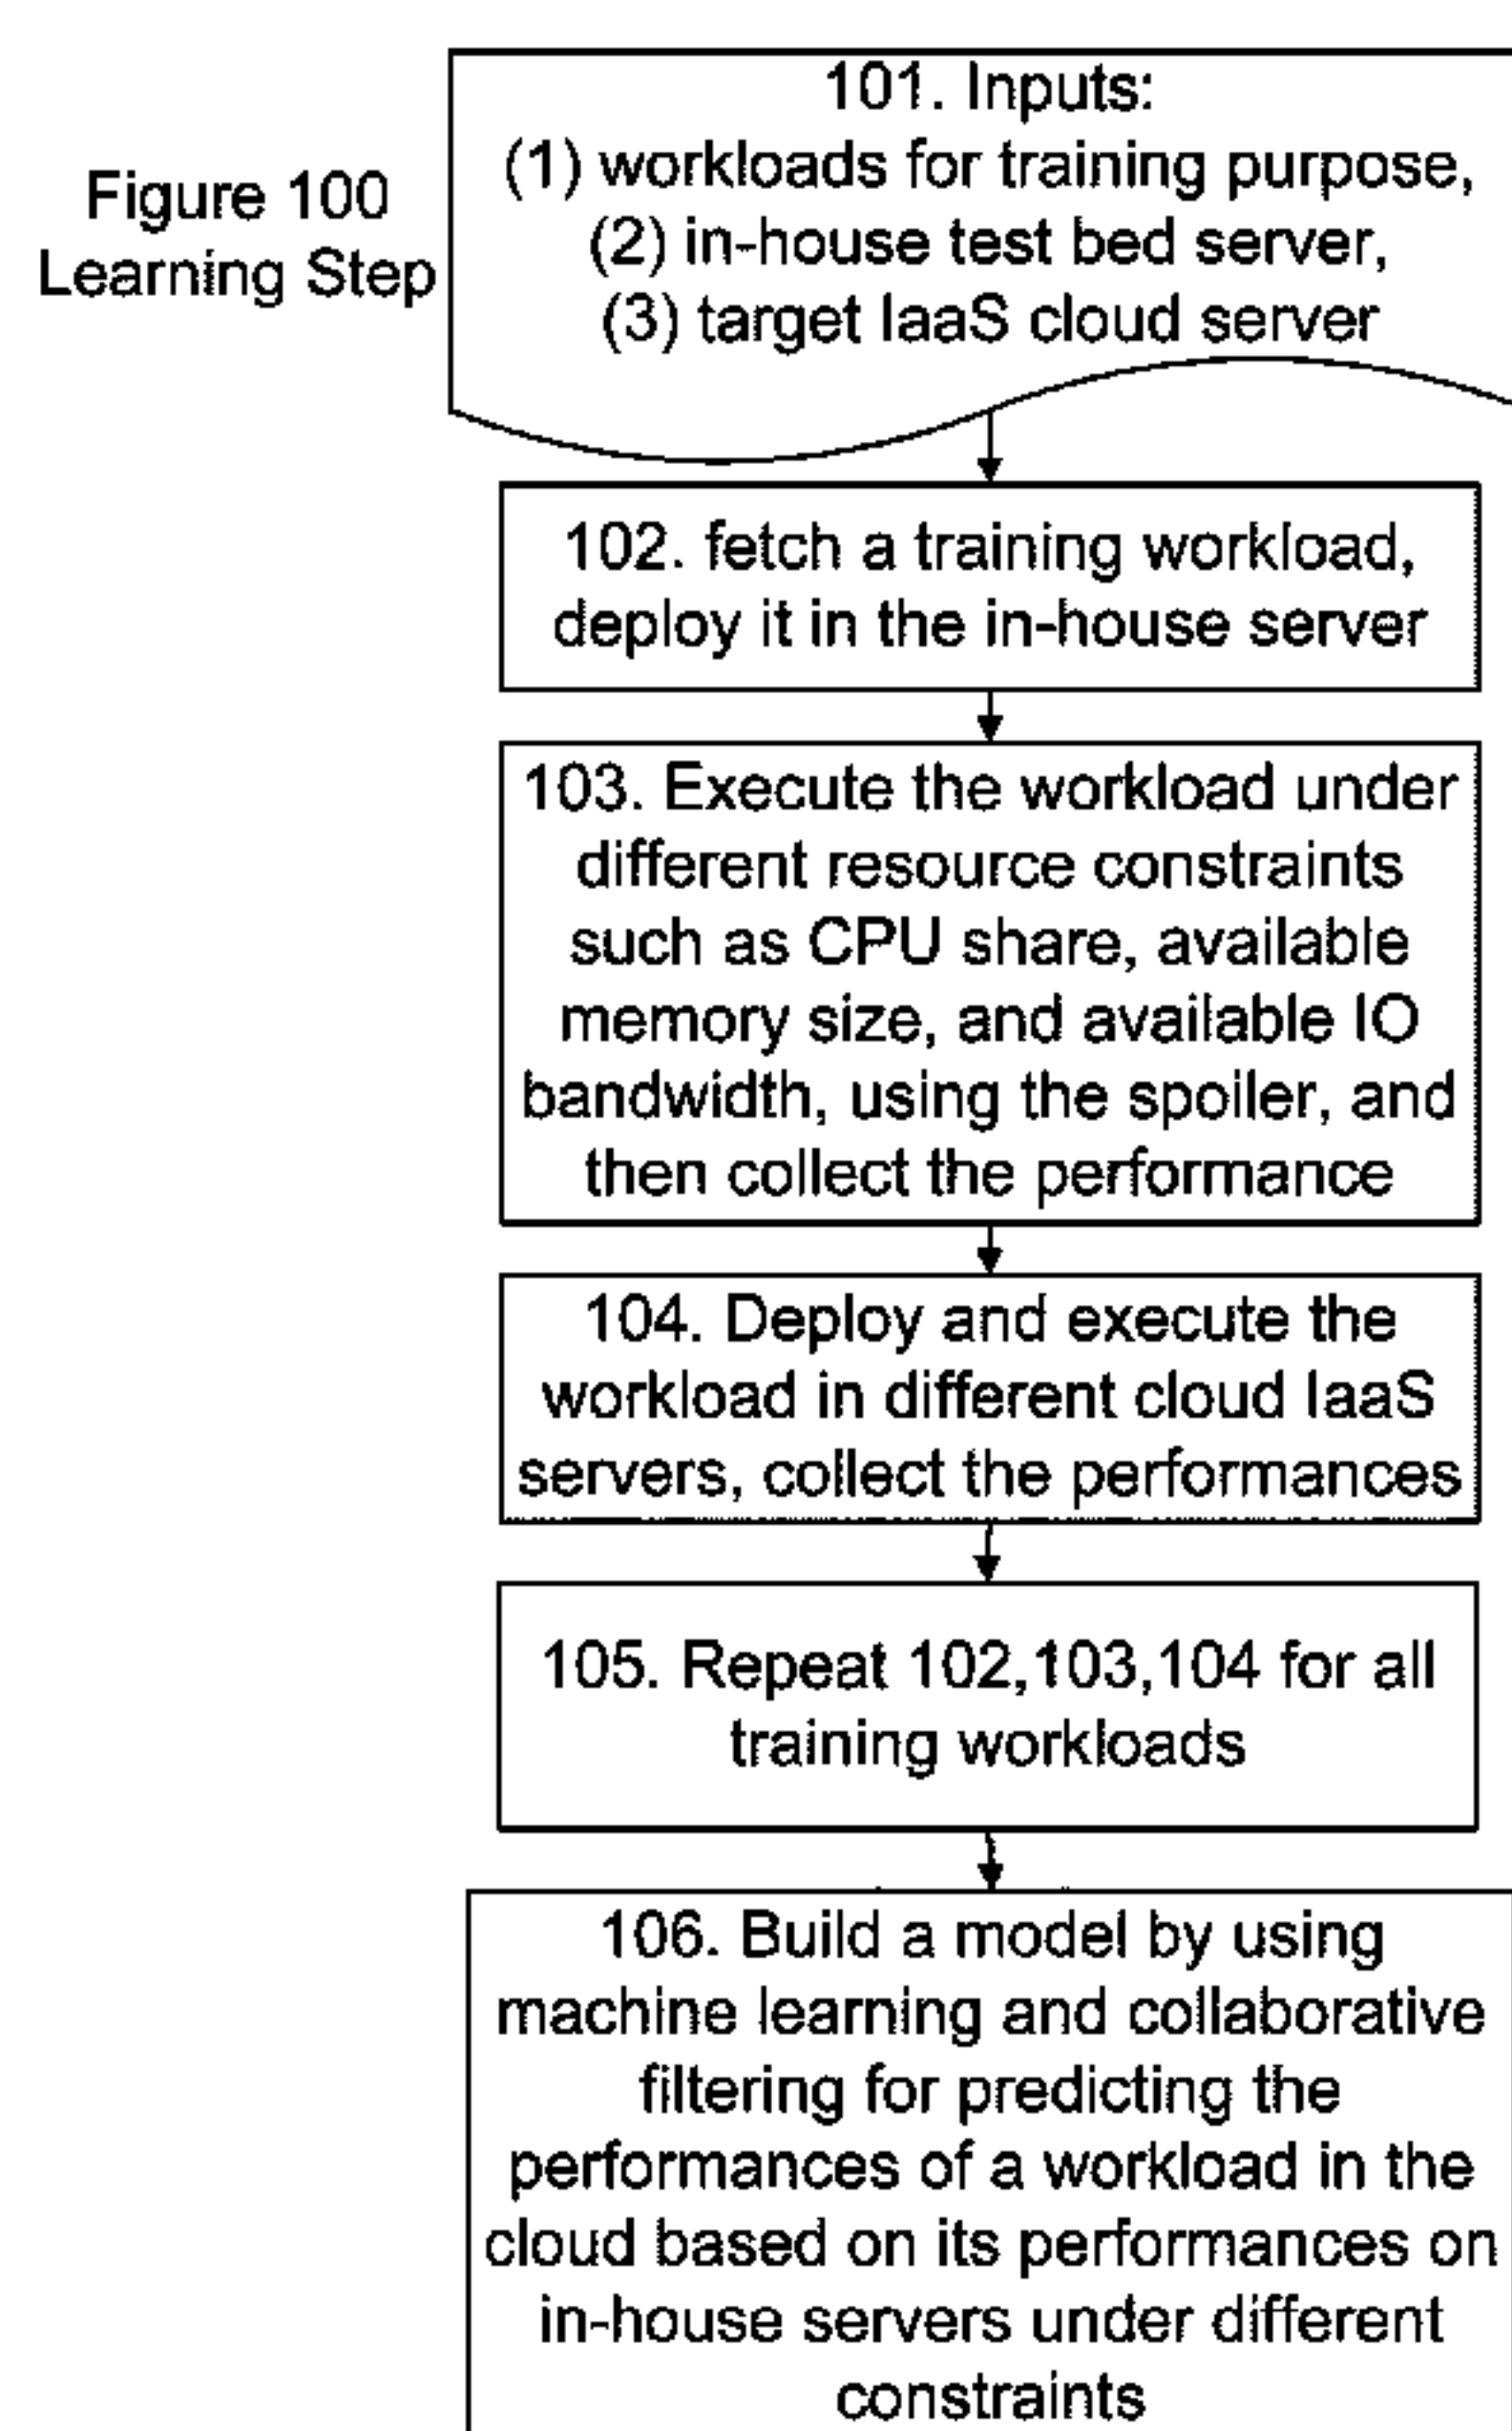 Figure 100
Learning Step
101. Inputs:
(1) workloads for training purpose,
(2) in-house test bed server,
(3) target IaaS cloud server
102. fetch a training workload,
deploy it in the in-house server
103. Execute the workload under
different resource constraints
such as CPU share, available
memory size, and available IO
bandwidth, using the spoiler, and
then collect the performance
104. Deploy and execute the
workload in different cloud IaaS
servers, collect the performances
105. Repeat 102,103,104 for all
training workloads
106. Build a model by using
machine learning and collaborative
filtering for predicting the
performances of a workload in the
cloud based on its performances on
in-house servers under different
constraints